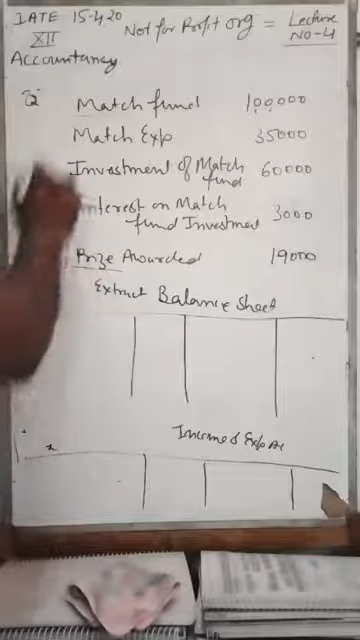 DATE 15-4-20 Not for Profit org = Lecture
XII NO-4
Accountancy
Q Match fund 100000
Match Exp 35000
Investment of Match fund 60000
Interest on Match fund Investment 3000
Prize Awarded 19000
Extract Balance Sheet
Income & Exp